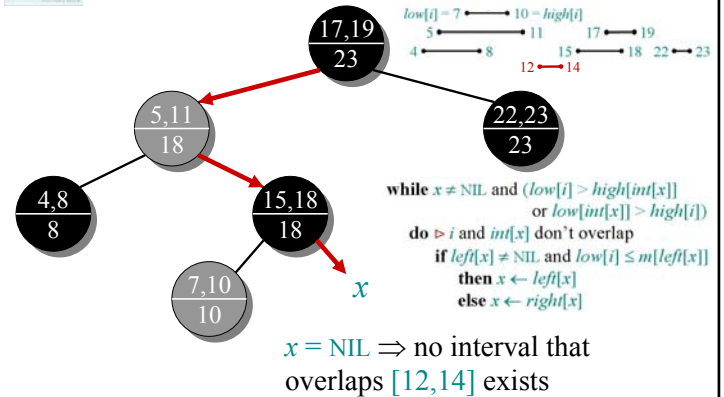 low[i] = 7 10 = high[i]
5 11 17 19
4 8 15 18 22 23
12 14
17,19
23
5,11
18
22,23
23
4,8
8
15,18
18
7,10
10
x
while x ≠ NIL and (low[i] > high[int[x]]
or low[int[x]] > high[i])
do ▷ i and int[x] don't overlap
if left[x] ≠ NIL and low[i] ≤ m[left[x]]
then x ← left[x]
else x ← right[x]
x = NIL ⇒ no interval that
overlaps [12,14] exists